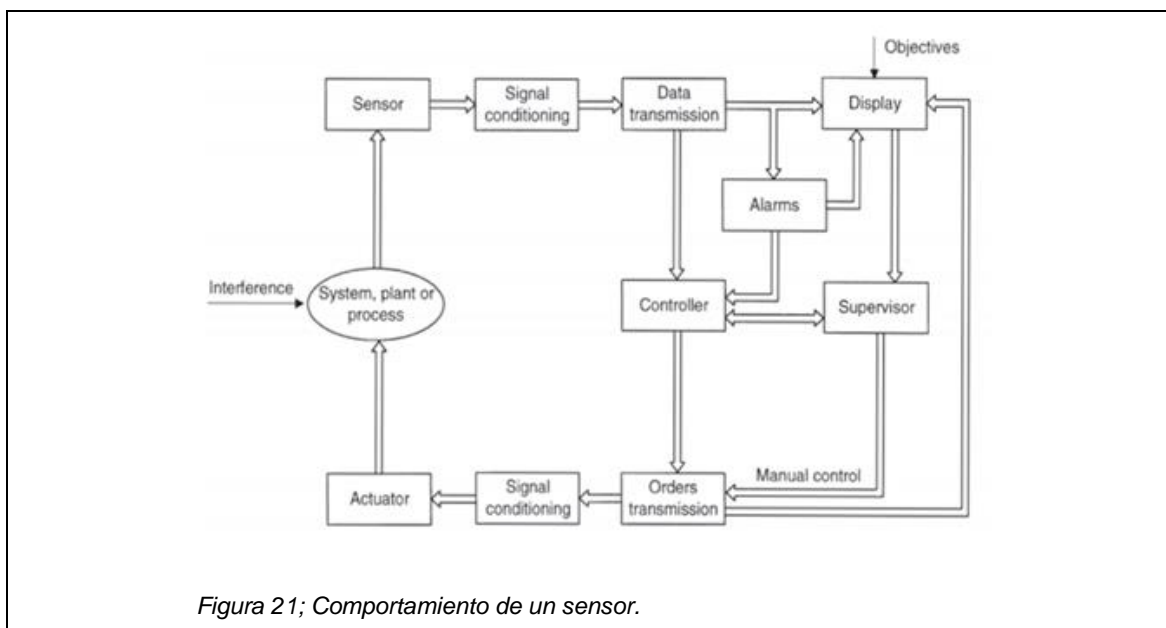 Objectives
Sensor
Signal
conditioning
Data
transmission
Display
Alarms
Interference
System, plant or
process
Controller
Supervisor
Manual control
Actuator
Signal
conditioning
Orders
transmission
Figura 21; Comportamiento de un sensor.